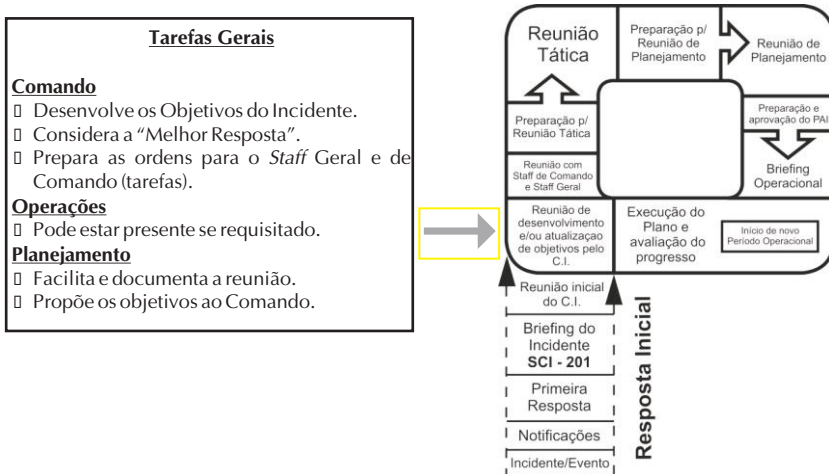 Tarefas Gerais
Comando
▯ Desenvolve os Objetivos do Incidente.
▯ Considera a “Melhor Resposta”.
▯ Prepara as ordens para o Staff Geral e de
Comando (tarefas).
Operações
▯ Pode estar presente se requisitado.
Planejamento
▯ Facilita e documenta a reunião.
▯ Propõe os objetivos ao Comando.
Reunião
Tática
Preparação p/
Reunião de
Planejamento
Reunião de
Planejamento
Preparação p/
Reunião Tática
Preparação e
aprovação do PAI
Reunião com
Staff de Comando
e Staff Geral
Briefing
Operacional
Reunião de
desenvolvimento
e/ou atualizaçao
de objetivos pelo
C.I.
Execução do
Plano e
avaliação do
progresso
Início de novo
Período Operacional
Reunião inicial
do C.I.
Briefing do
Incidente
SCI - 201
Primeira
Resposta
Notificações
Incidente/Evento
Resposta Inicial